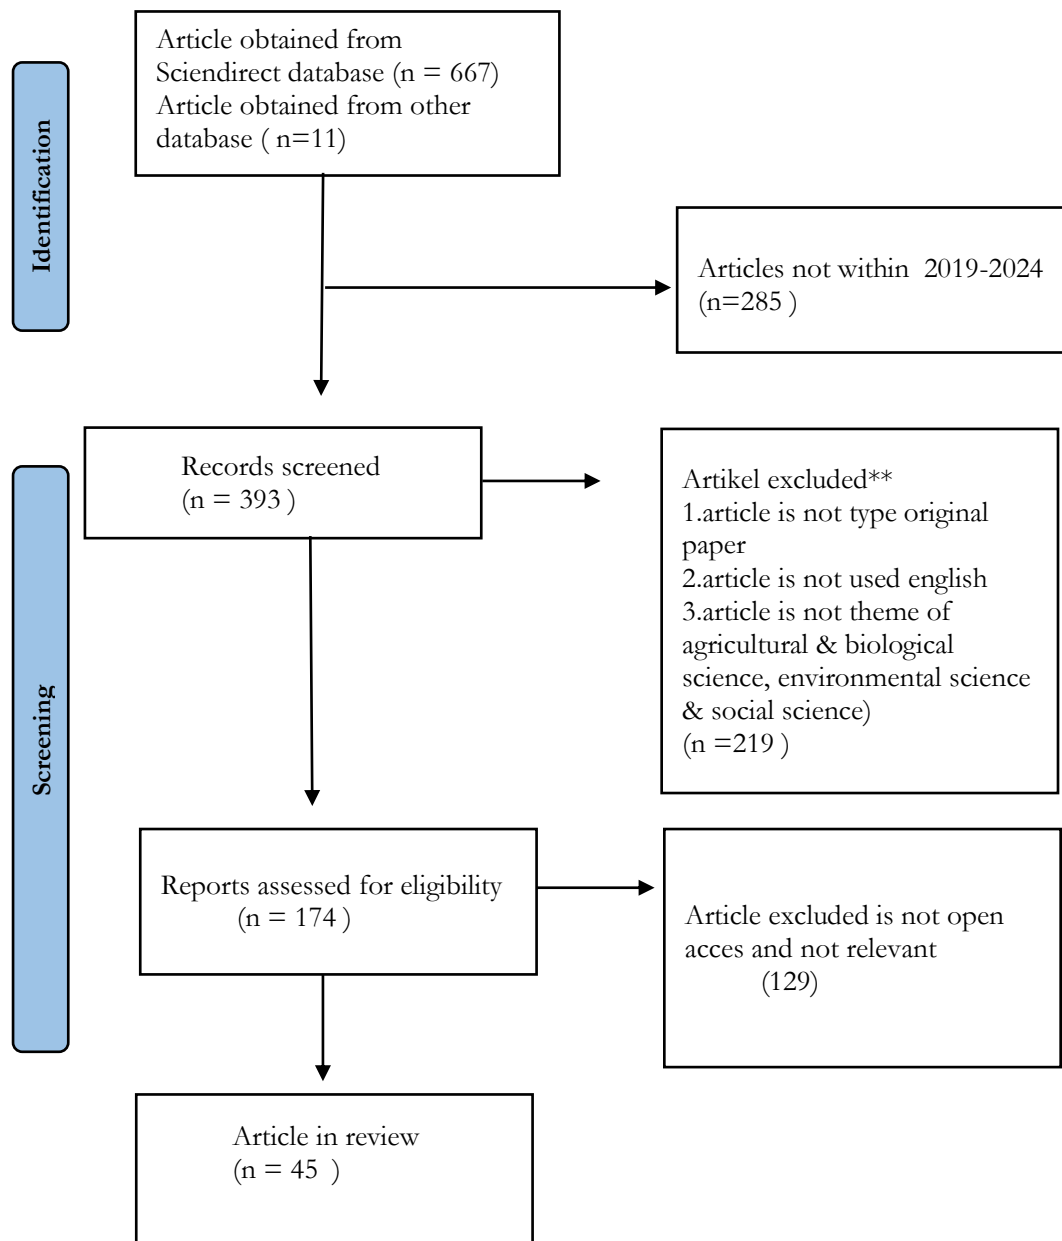 Article obtained from
Sciendirect database (n = 667)
Article obtained from other
database ( n=11)
Identification
Articles not within 2019-2024
(n=285 )
Records screened
(n = 393 )
Artikel excluded**
1.article is not type original
paper
2.article is not used english
3.article is not theme of
agricultural & biological
science, environmental science
& social science)
(n =219 )
Screening
Reports assessed for eligibility
(n = 174 )
Article excluded is not open
acces and not relevant
(129)
Article in review
(n = 45 )